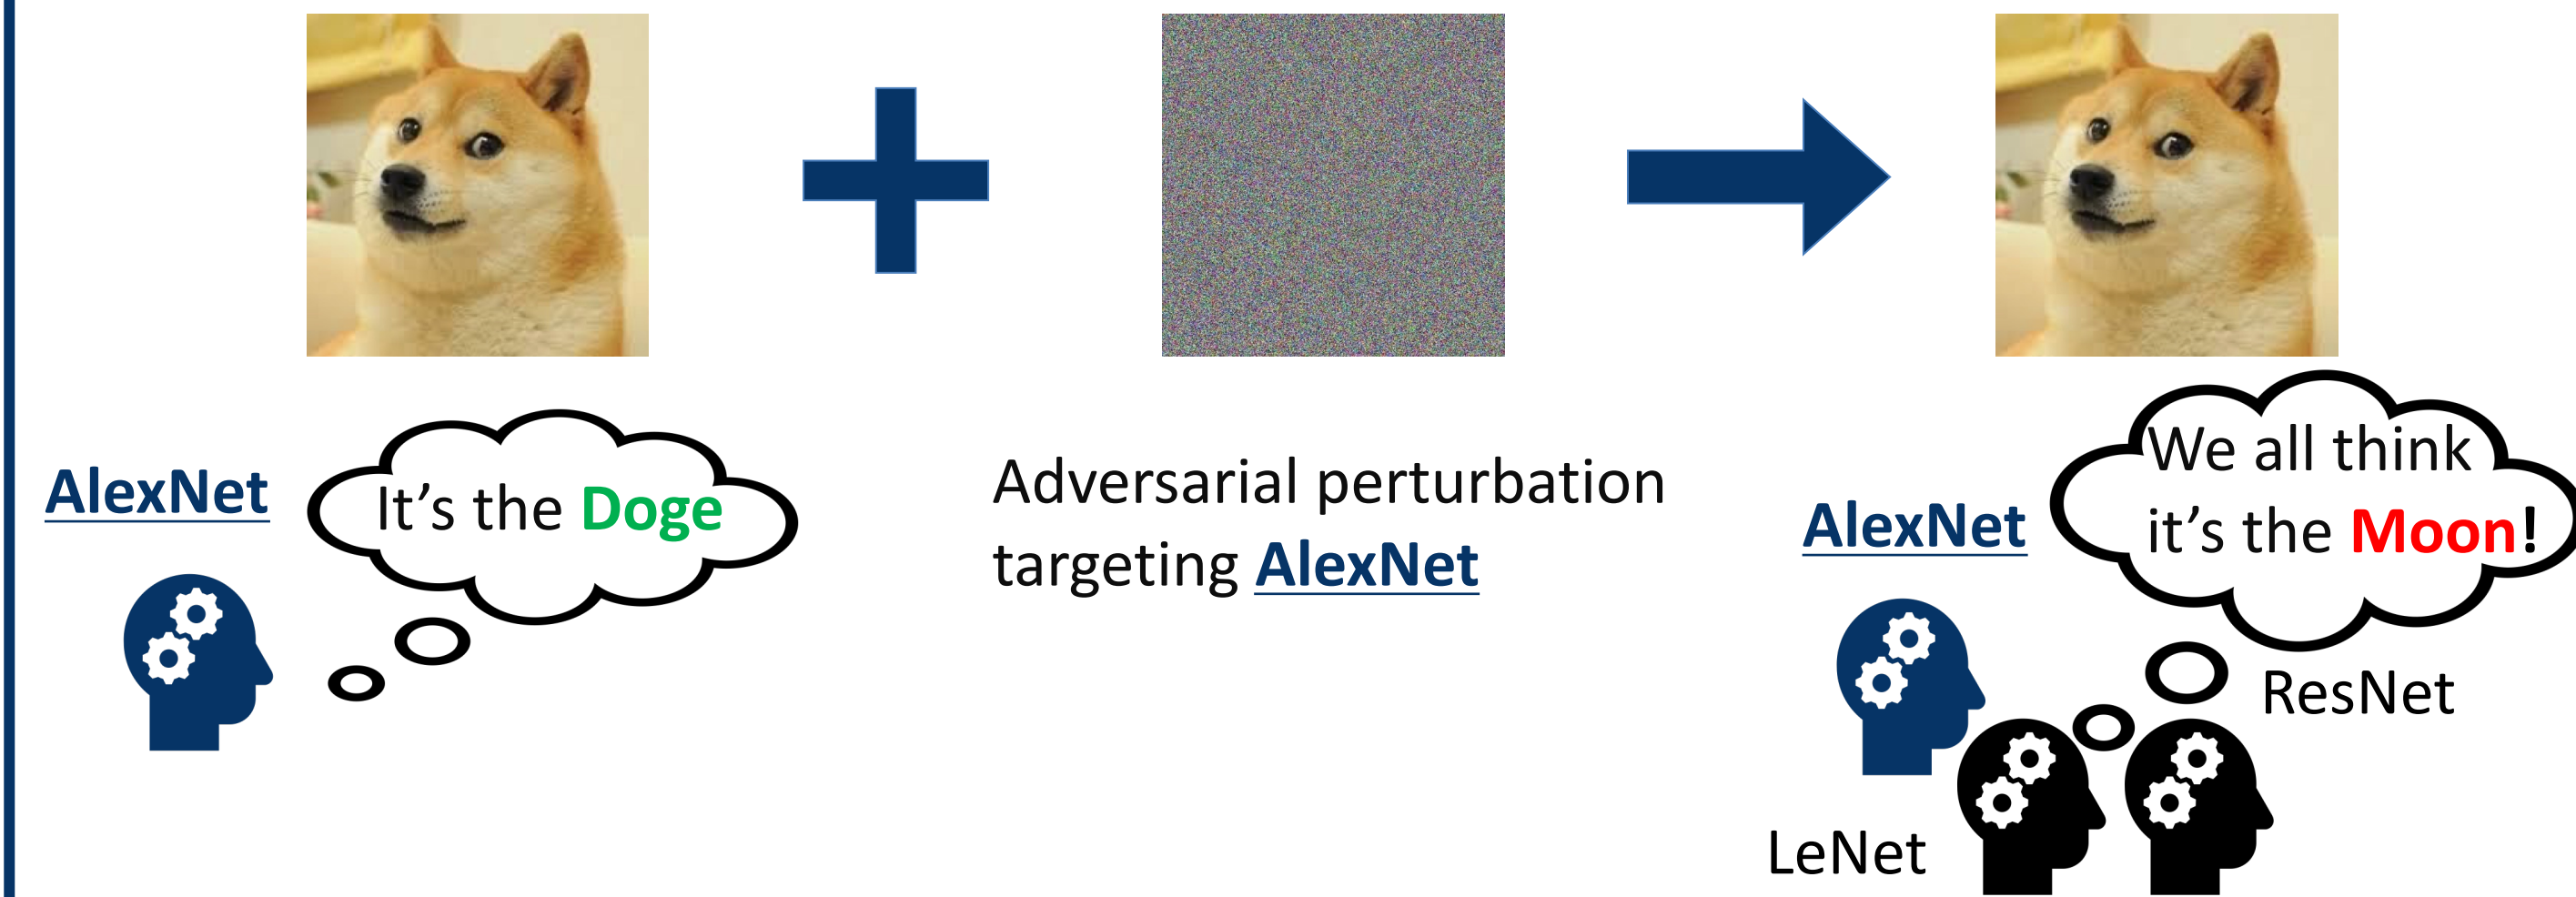 AlexNet
It’s the Doge
Adversarial perturbation
targeting AlexNet
AlexNet
We all think
it’s the Moon!
ResNet
LeNet